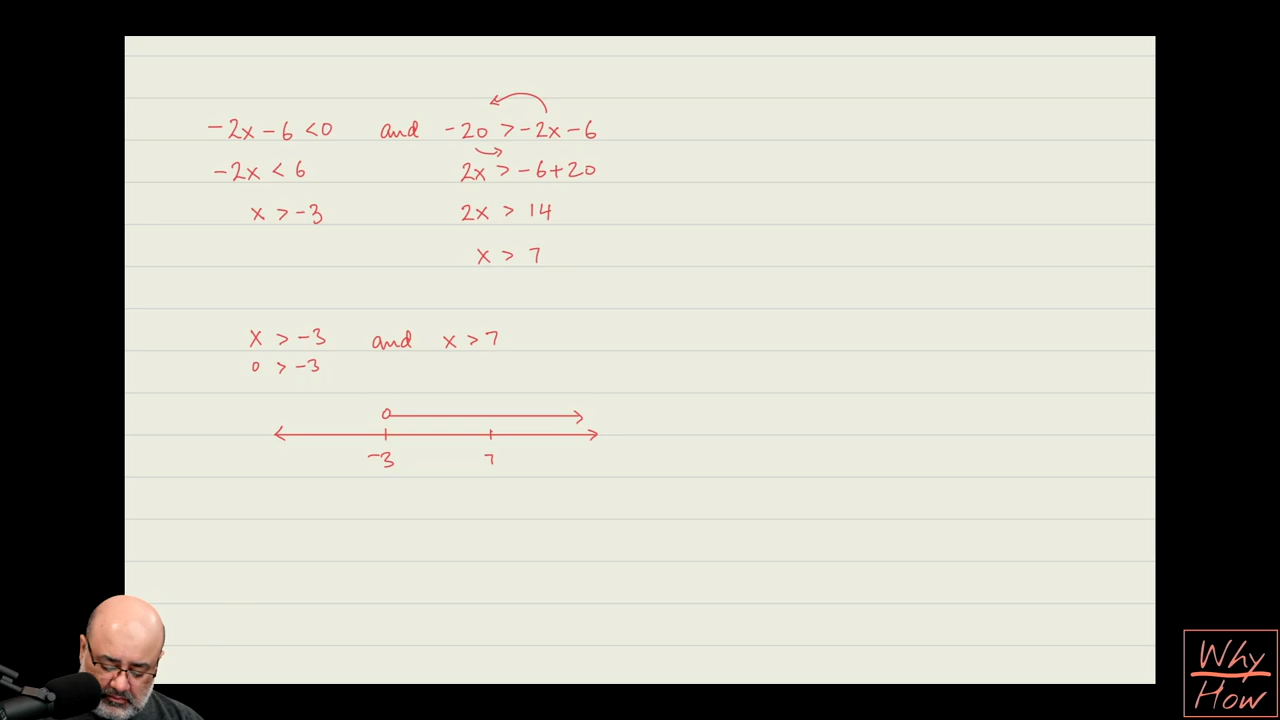 -2x-6 <0 and -20 >-2x-6
-2x < 6 2x > -6+20
x > -3 2x > 14
x > 7
x > -3 and x > 7
0 > -3
-3 7
Why
How